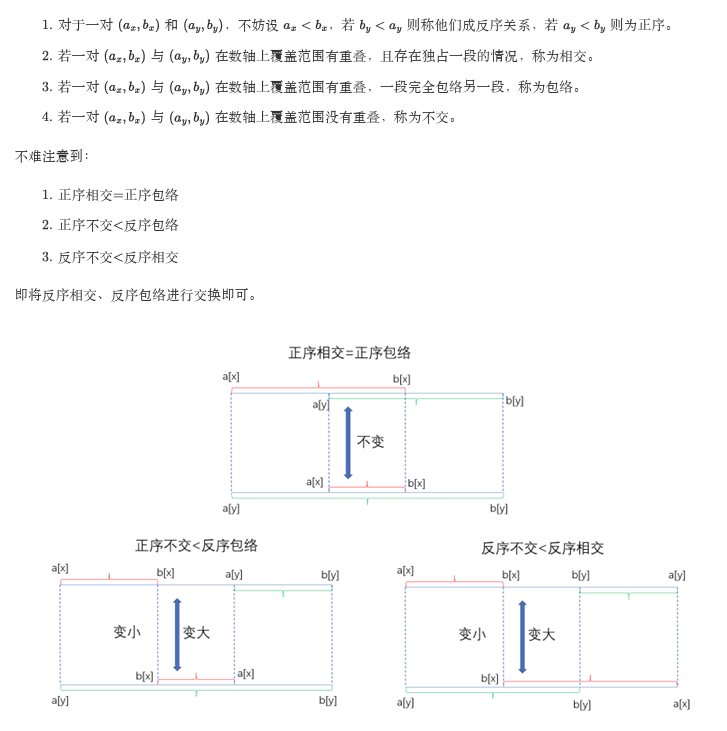 1. 对于一对 (aₓ, bₓ) 和 (a_y, b_y)，不妨设 aₓ < bₓ，若 b_y < a_y 则称他们成反序关系，若 a_y < b_y 则为正序。
2. 若一对 (aₓ, bₓ) 与 (a_y, b_y) 在数轴上覆盖范围有重叠，且存在独占一段的情况，称为相交。
3. 若一对 (aₓ, bₓ) 与 (a_y, b_y) 在数轴上覆盖范围有重叠，一段完全包络另一段，称为包络。
4. 若一对 (aₓ, bₓ) 与 (a_y, b_y) 在数轴上覆盖范围没有重叠，称为不交。
不难注意到：
1. 正序相交=正序包络
2. 正序不交<反序包络
3. 反序不交<反序相交
即将反序相交、反序包络进行交换即可。
正序相交=正序包络
a[x] b[x]
a[y] b[y]
不变
a[x] b[x]
a[y] b[y]
正序不交<反序包络
a[x] b[x] a[y] b[y]
变小 变大
b[x] a[x]
a[y] b[y]
反序不交<反序相交
a[x] b[x] b[y] a[y]
变小 变大
b[x]
a[y] b[y] a[x]